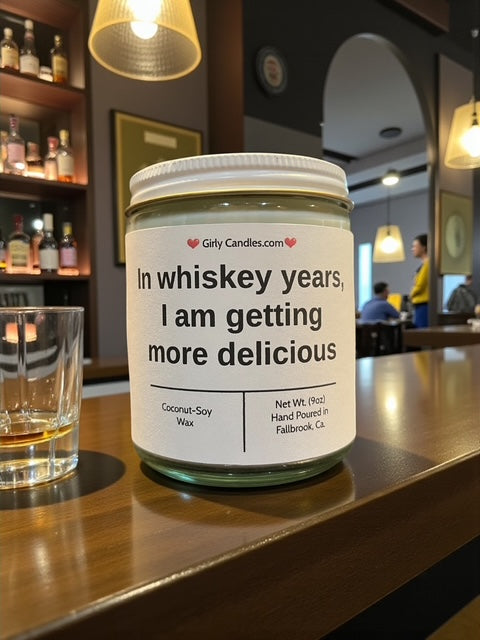 Girly Candles.com
In whiskey years,
I am getting
more delicious
Coconut-Soy
Wax
Net Wt. (9oz)
Hand Poured in
Fallbrook, Ca.